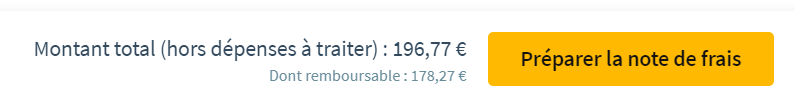 Montant total (hors dépenses à traiter) : 196,77 €
Dont remboursable : 178,27 €
Préparer la note de frais